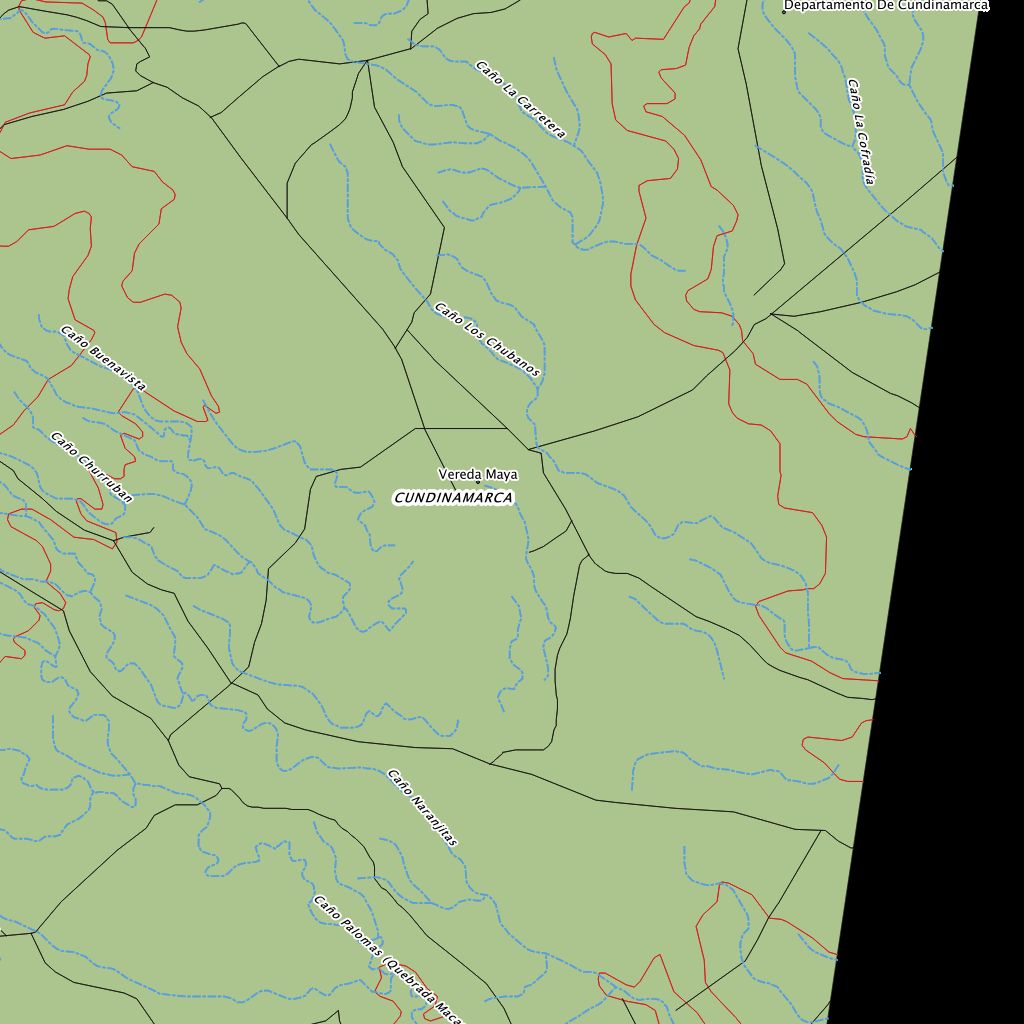 Departamento De Cundinamarca
Caño La Carretera
Caño La Cofradía
Caño Los Chubanos
Caño Buenavista
Caño Churruban
Vereda Maya
CUNDINAMARCA
Caño Naranjitas
Caño Palomas (Quebrada Maca